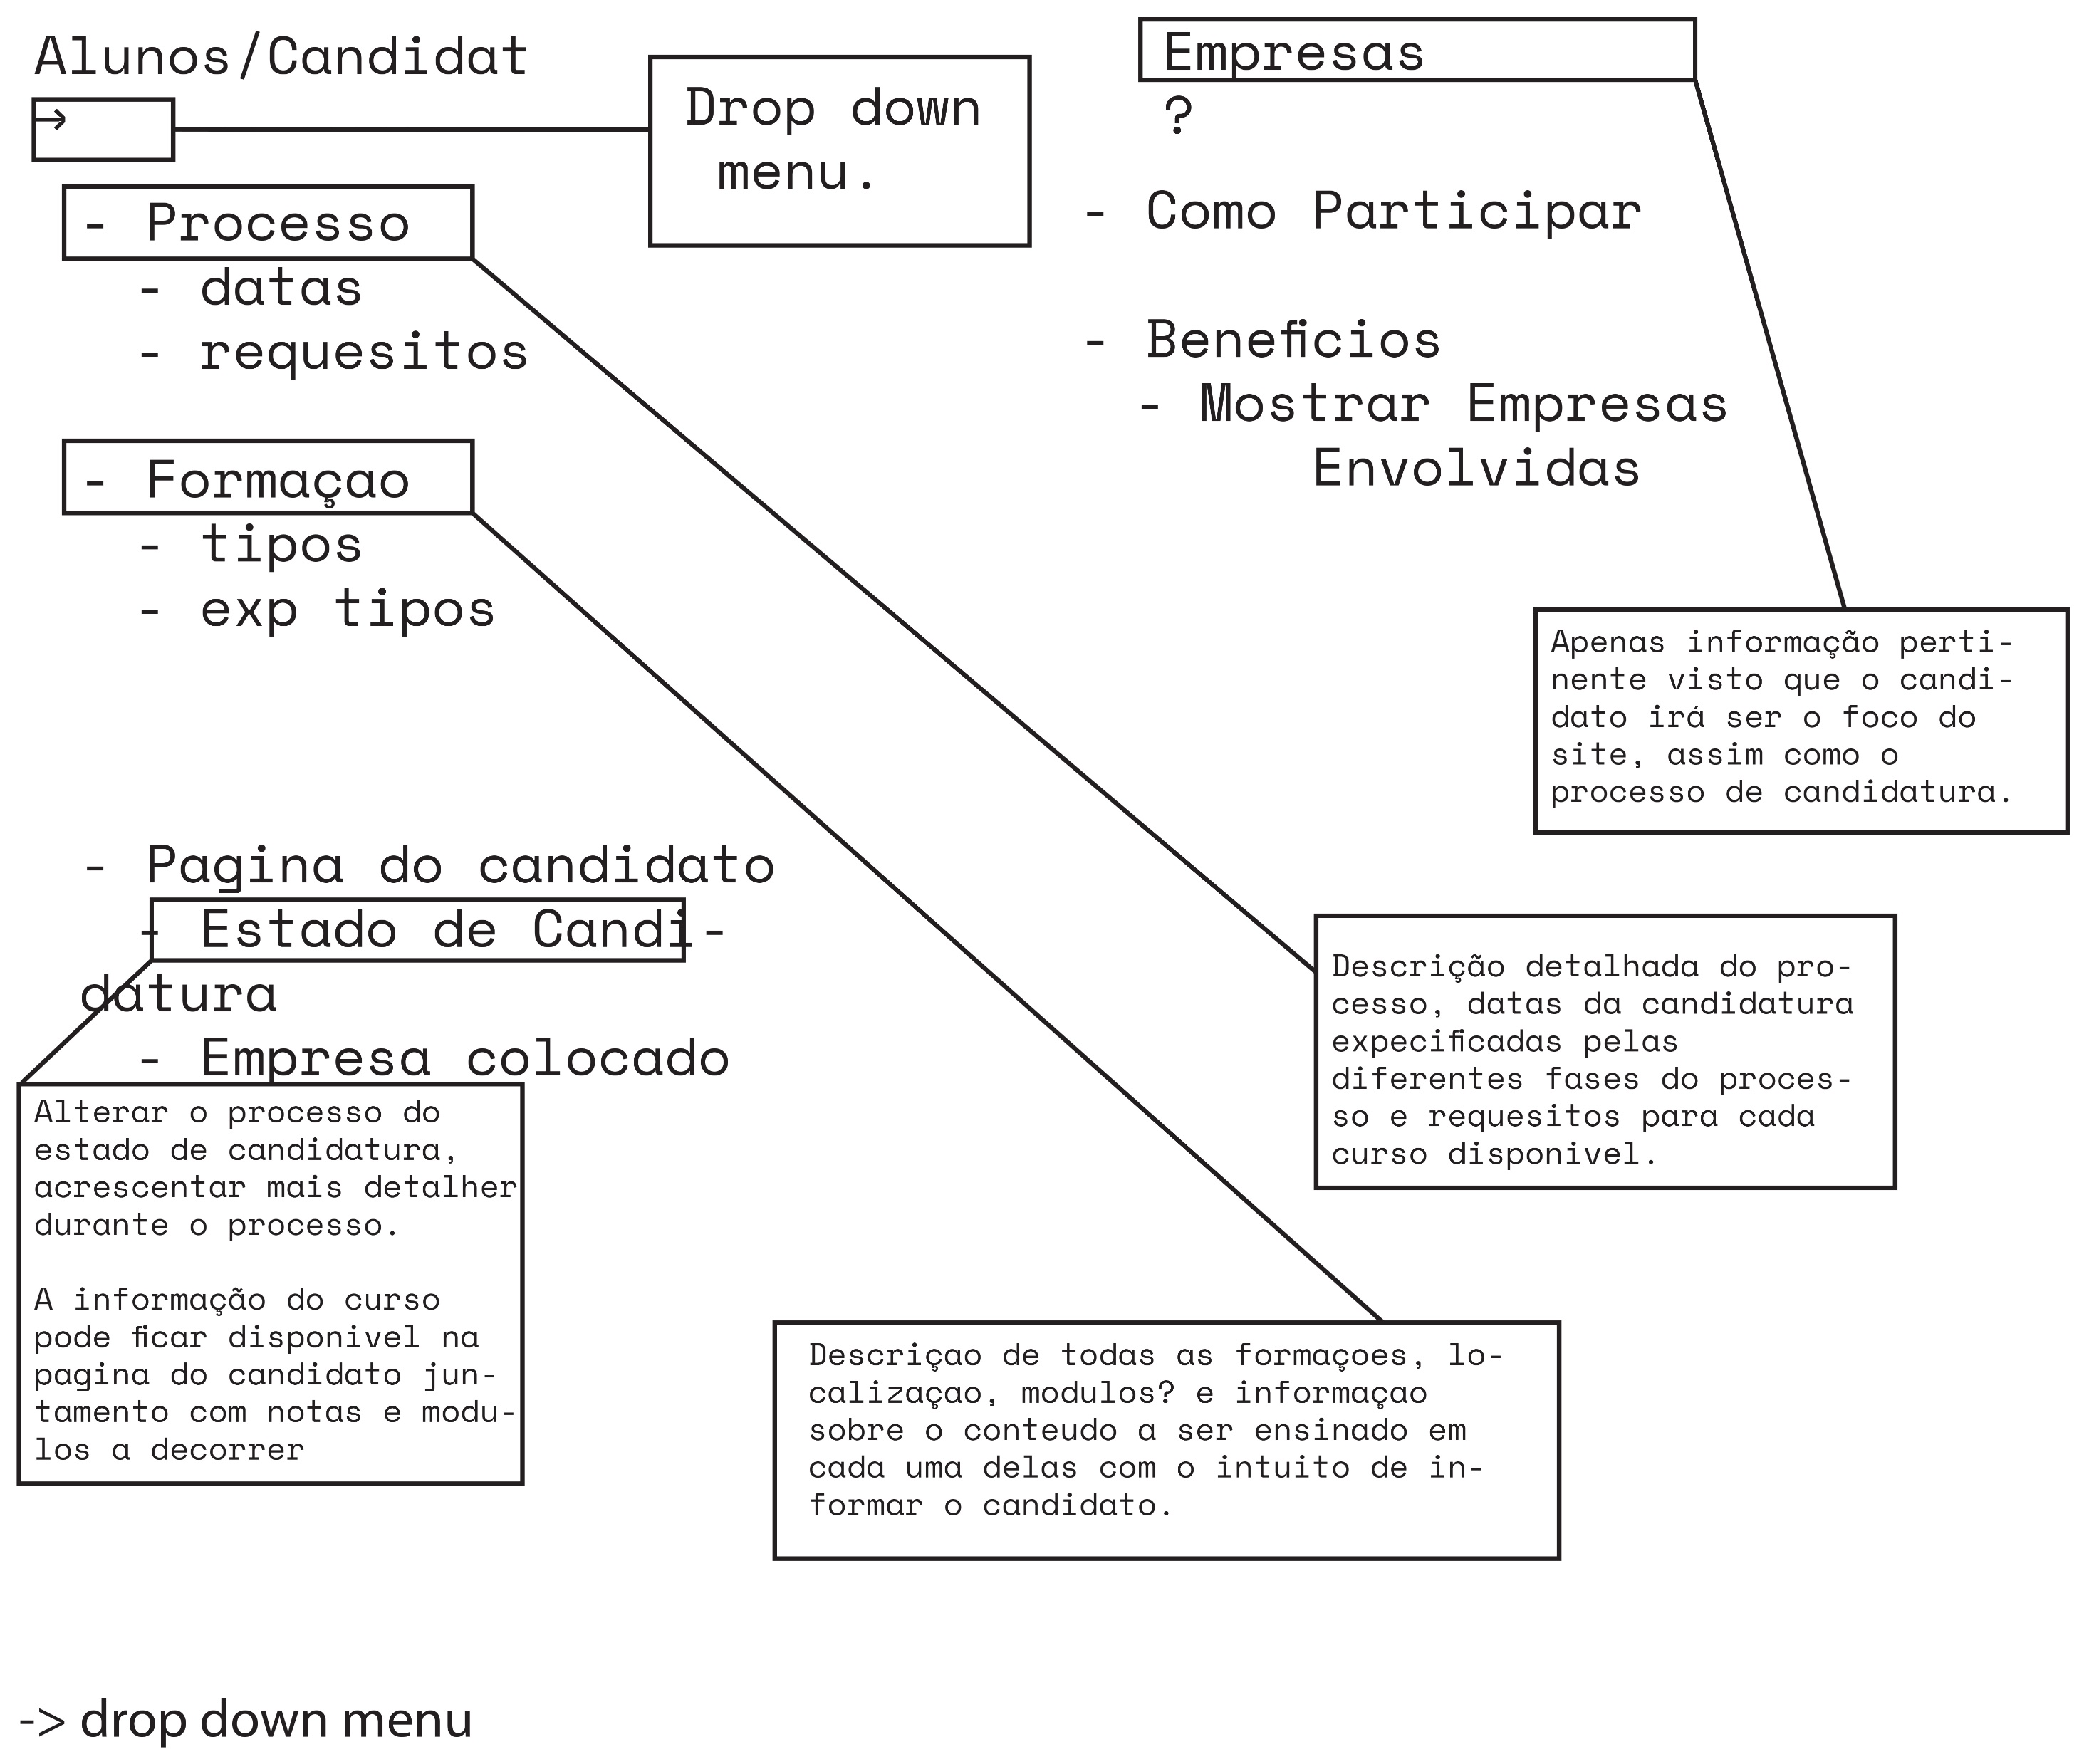 Alunos/Candidat
→
Drop down
menu.
- Processo
- datas
- requesitos
- Formaçao
- tipos
- exp tipos
- Pagina do candidato
- Estado de Candi-
datura
- Empresa colocado
Alterar o processo do
estado de candidatura,
acrescentar mais detalher
durante o processo.
A informação do curso
pode ficar disponivel na
pagina do candidato jun-
tamento com notas e modu-
los a decorrer
Empresas
?
- Como Participar
- Beneficios
- Mostrar Empresas
Envolvidas
Apenas informação perti-
nente visto que o candi-
dato irá ser o foco do
site, assim como o
processo de candidatura.
Descrição detalhada do pro-
cesso, datas da candidatura
expecificadas pelas
diferentes fases do proces-
so e requesitos para cada
curso disponivel.
Descriçao de todas as formaçoes, lo-
calizaçao, modulos? e informaçao
sobre o conteudo a ser ensinado em
cada uma delas com o intuito de in-
formar o candidato.
-> drop down menu